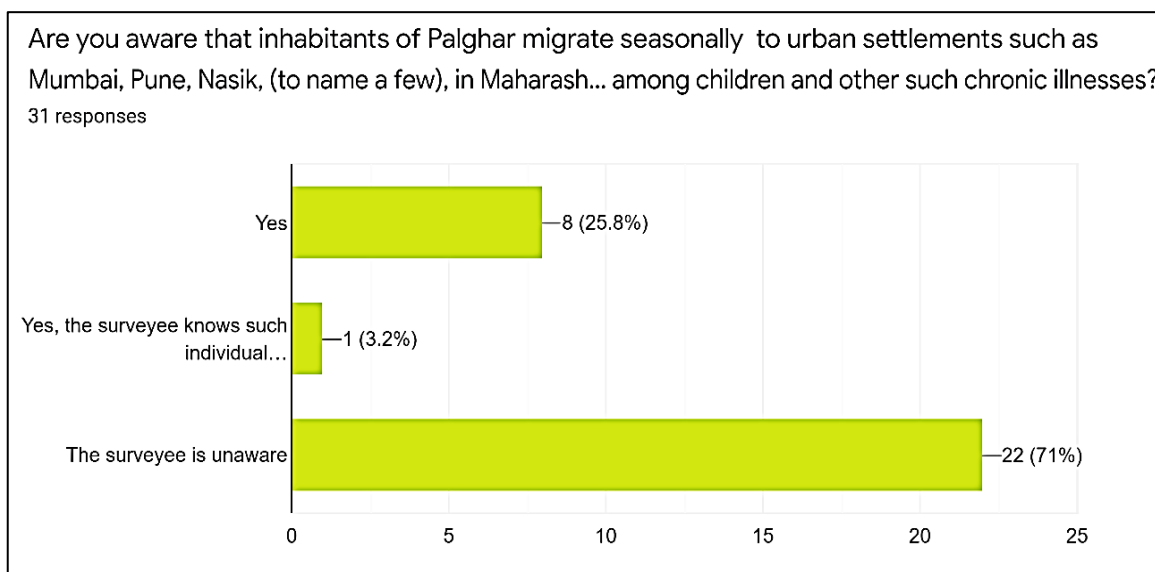 Are you aware that inhabitants of Palghar migrate seasonally to urban settlements such as
Mumbai, Pune, Nasik, (to name a few), in Maharash... among children and other such chronic illnesses?
31 responses
Yes
8 (25.8%)
Yes, the surveyee knows such
individual...
1 (3.2%)
The surveyee is unaware
22 (71%)
0 5 10 15 20 25